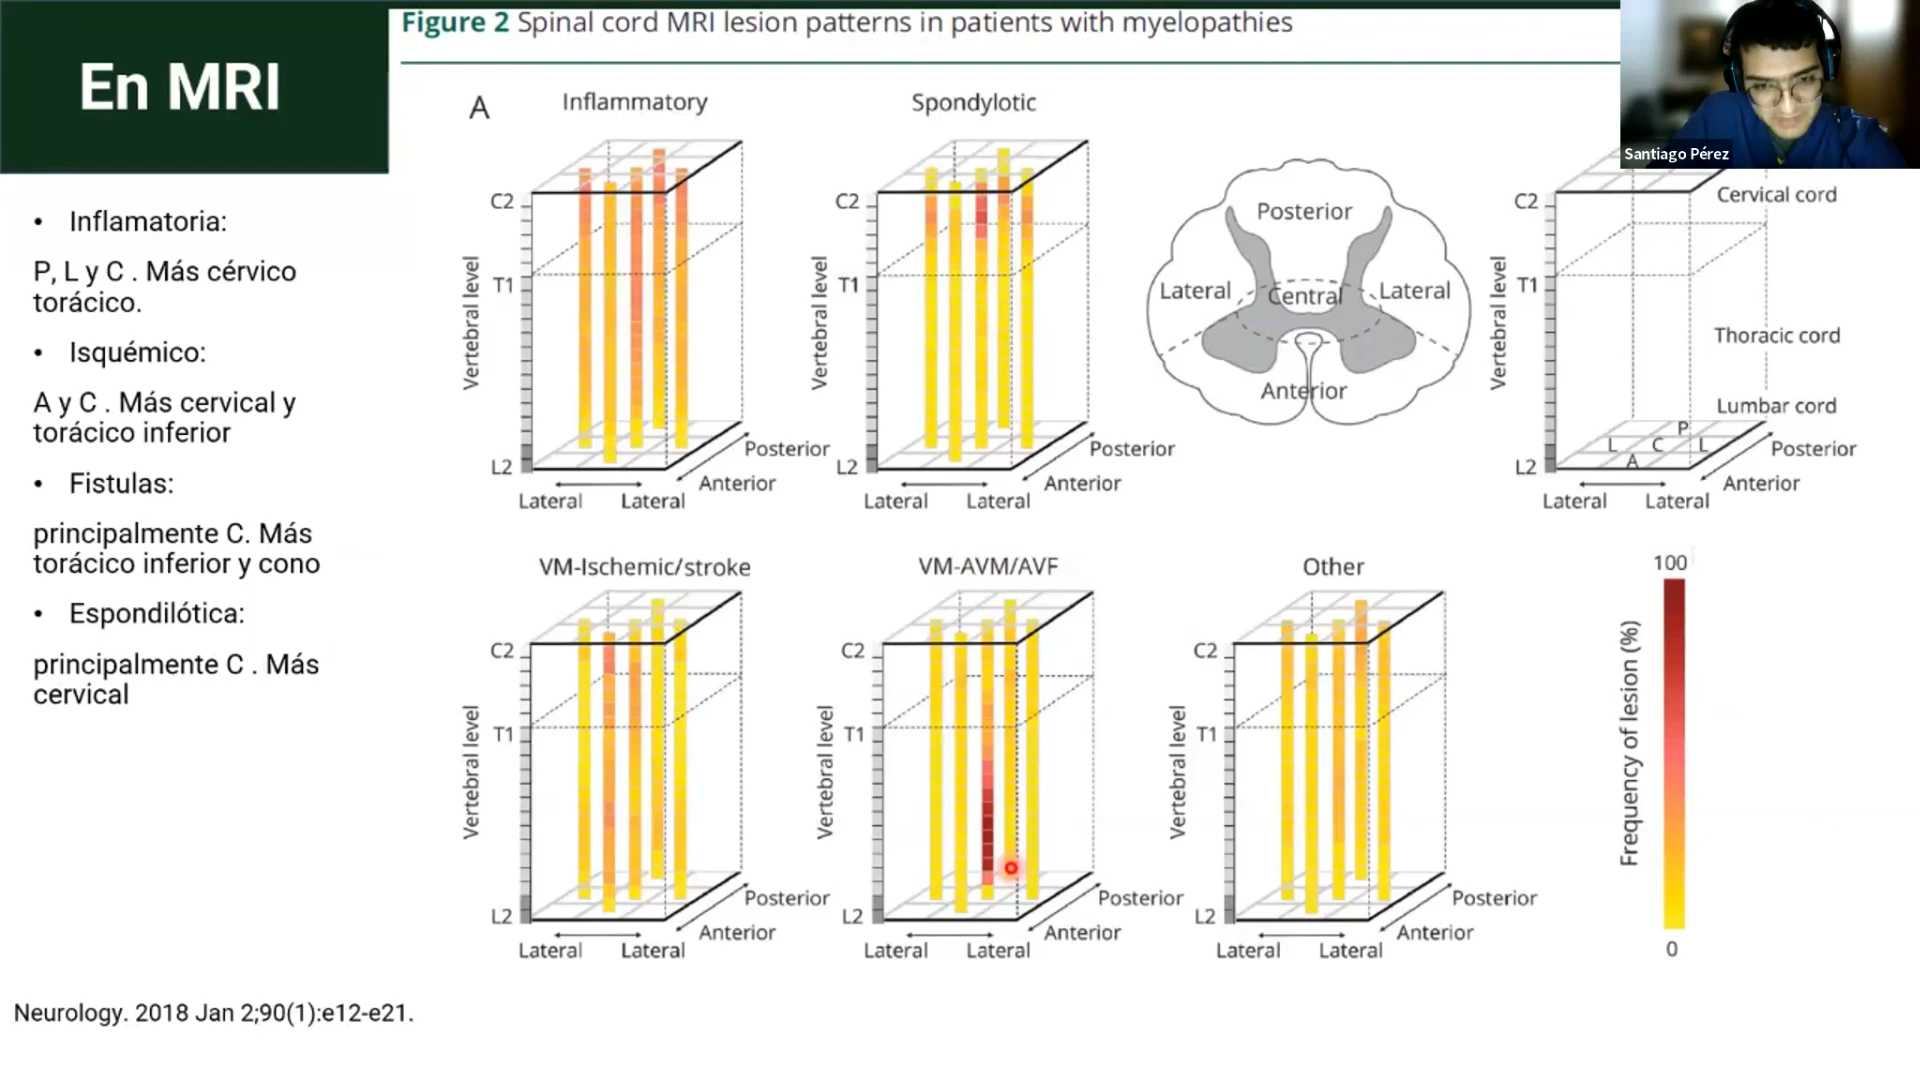 En MRI
Figure 2 Spinal cord MRI lesion patterns in patients with myelopathies
Santiago Pérez
• Inflamatoria:
P, L y C . Más cérvico
torácico.
• Isquémico:
A y C . Más cervical y
torácico inferior
• Fistulas:
principalmente C. Más
torácico inferior y cono
• Espondilótica:
principalmente C . Más
cervical
Neurology. 2018 Jan 2;90(1):e12-e21.
A
Inflammatory
C2
T1
L2
Vertebral level
Posterior
Anterior
Lateral
Lateral
Spondylotic
C2
T1
L2
Vertebral level
Posterior
Anterior
Lateral
Lateral
Posterior
Lateral
Central
Lateral
Anterior
C2
T1
L2
Vertebral level
Cervical cord
Thoracic cord
Lumbar cord
P
L C L
A
Posterior
Anterior
Lateral
Lateral
VM-Ischemic/stroke
C2
T1
L2
Vertebral level
Posterior
Anterior
Lateral
Lateral
VM-AVM/AVF
C2
T1
L2
Vertebral level
Posterior
Anterior
Lateral
Lateral
Other
C2
T1
L2
Vertebral level
Posterior
Anterior
Lateral
Lateral
100
Frequency of lesion (%)
0